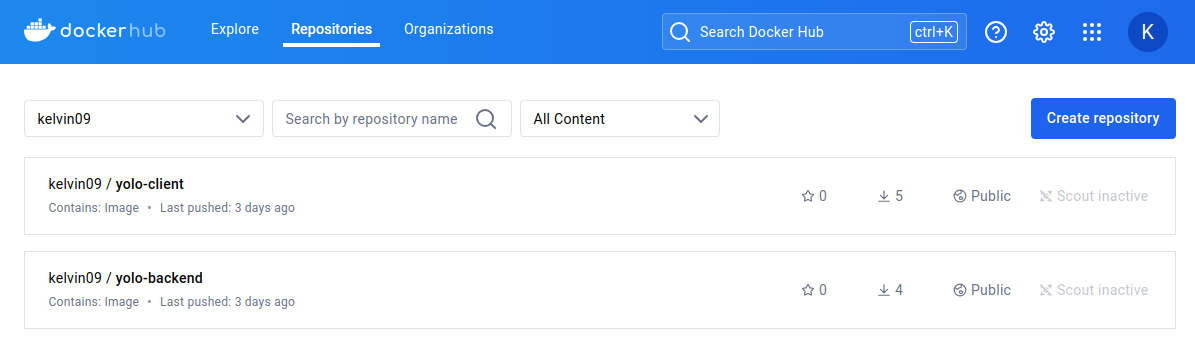 dockerhub Explore Repositories Organizations Search Docker Hub ctrl+K K
kelvin09 Search by repository name All Content Create repository
kelvin09 / yolo-client
Contains: Image • Last pushed: 3 days ago
0 5 Public Scout inactive
kelvin09 / yolo-backend
Contains: Image • Last pushed: 3 days ago
0 4 Public Scout inactive